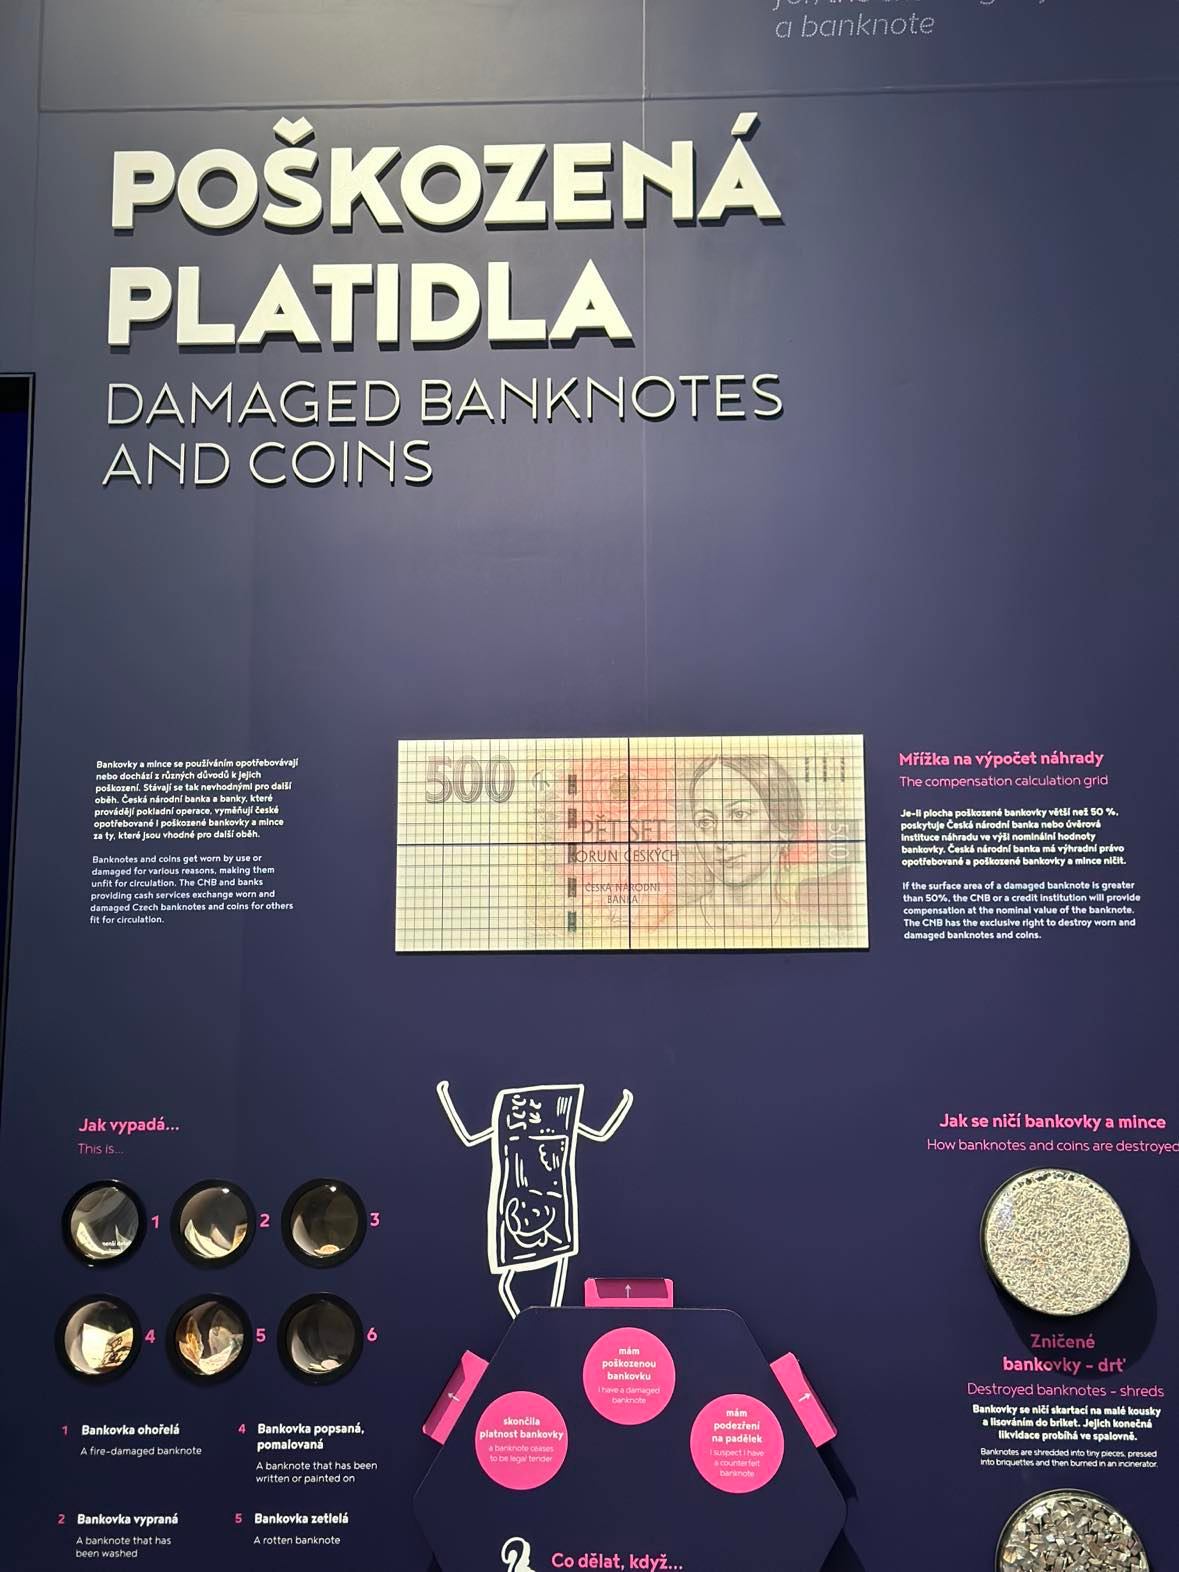 a banknote
POŠKOZENÁ
PLATIDLA
DAMAGED BANKNOTES
AND COINS
Bankovky a mince se používáním opotřebovávají
nebo dochází z různých důvodů k jejich
poškození. Stávají se tak nevhodnými pro další
oběh. Česká národní banka a banky, které
provádějí pokladní operace, vyměňují české
opotřebované i poškozené bankovky a mince
za ty, které jsou vhodné pro další oběh.
Banknotes and coins get worn by use or
damaged for various reasons, making them
unfit for circulation. The CNB and banks
providing cash services exchange worn and
damaged Czech banknotes and coins for others
fit for circulation.
500
PĚT SET
KORUN ČESKÝCH
ČESKÁ NÁRODNÍ
BANKA
500
Mřížka na výpočet náhrady
The compensation calculation grid
Je-li plocha poškozené bankovky větší než 50 %,
poskytuje Česká národní banka nebo úvěrová
instituce náhradu ve výši nominální hodnoty
bankovky. Česká národní banka má výhradní právo
opotřebované a poškozené bankovky a mince ničit.
If the surface area of a damaged banknote is greater
than 50%, the CNB or a credit institution will provide
compensation at the nominal value of the banknote.
The CNB has the exclusive right to destroy worn and
damaged banknotes and coins.
Jak vypadá...
This is...
1
2
3
4
5
6
1 Bankovka ohořelá
A fire-damaged banknote
2 Bankovka vypraná
A banknote that has
been washed
4 Bankovka popsaná,
pomalovaná
A banknote that has been
written or painted on
5 Bankovka zetlelá
A rotten banknote
mám
poškozenou
bankovku
I have a damaged
banknote
skončila
platnost bankovky
a banknote ceases
to be legal tender
mám
podezření
na padělek
I suspect I have
a counterfeit
banknote
Co dělat, když...
Jak se ničí bankovky a mince
How banknotes and coins are destroyed
Zničené
bankovky - drť
Destroyed banknotes - shreds
Bankovky se ničí skartací na malé kousky
a lisováním do briket. Jejich konečná
likvidace probíhá ve spalovně.
Banknotes are shredded into tiny pieces, pressed
into briquettes and then burned in an incinerator.